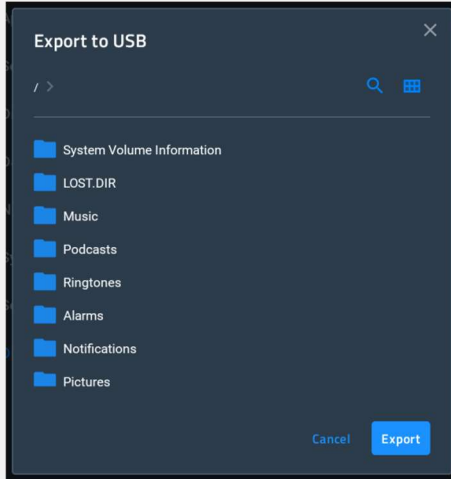 Export to USB
/ >
System Volume Information
LOST.DIR
Music
Podcasts
Ringtones
Alarms
Notifications
Pictures
Cancel Export